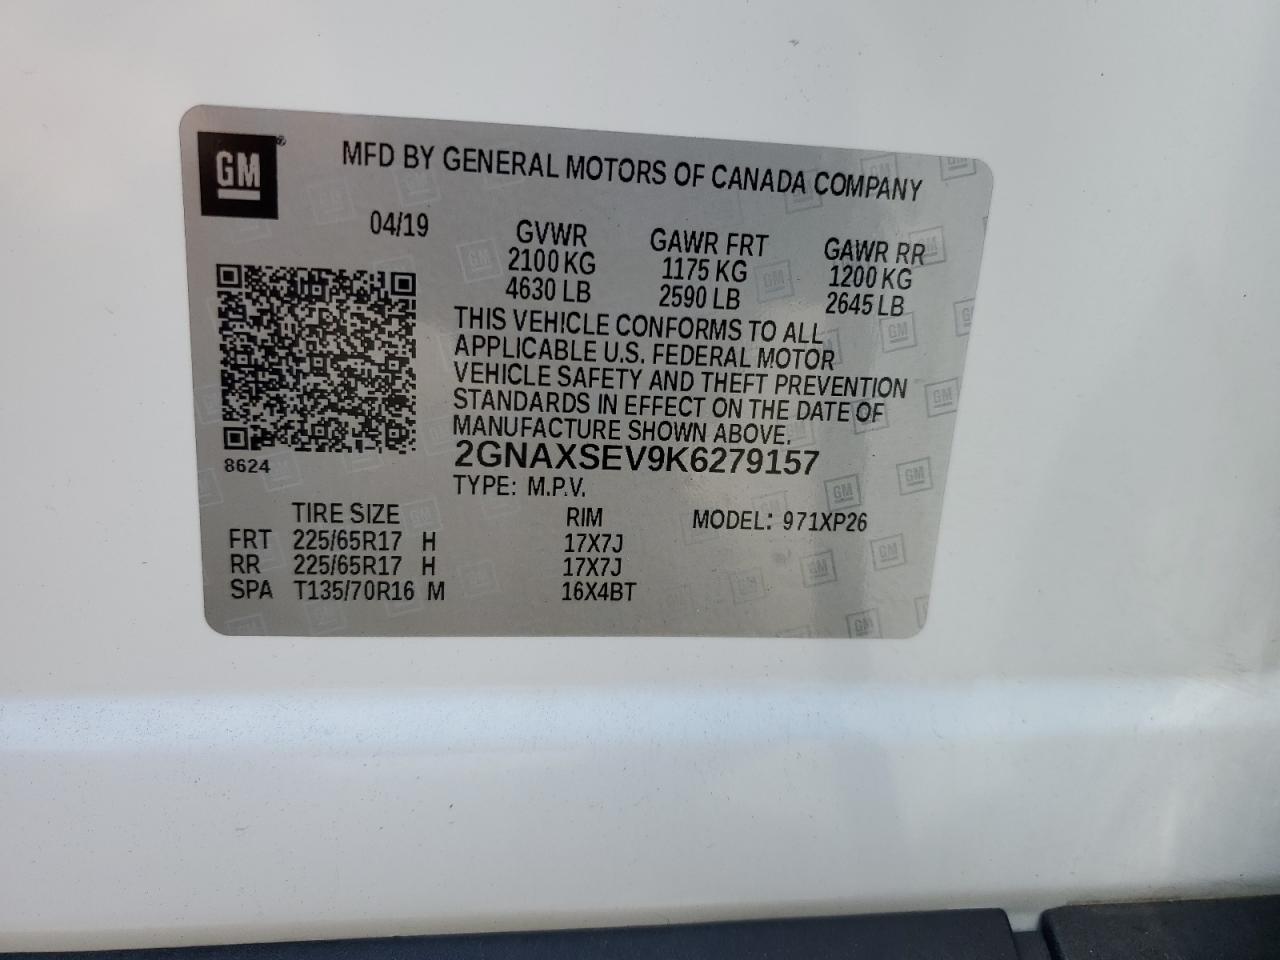 GM®
MFD BY GENERAL MOTORS OF CANADA COMPANY
04/19
GVWR
2100 KG
4630 LB
GAWR FRT
1175 KG
2590 LB
GAWR RR
1200 KG
2645 LB
THIS VEHICLE CONFORMS TO ALL
APPLICABLE U.S. FEDERAL MOTOR
VEHICLE SAFETY AND THEFT PREVENTION
STANDARDS IN EFFECT ON THE DATE OF
MANUFACTURE SHOWN ABOVE.
8624
2GNAXSEV9K6279157
TYPE: M.P.V.
TIRE SIZE RIM MODEL: 971XP26
FRT 225/65R17 H 17X7J
RR 225/65R17 H 17X7J
SPA T135/70R16 M 16X4BT